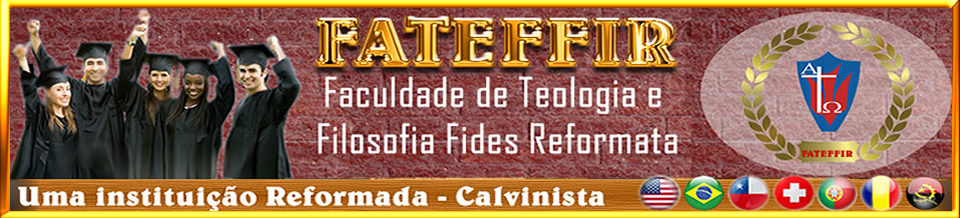 FATEFFIR
Faculdade de Teologia e
Filosofia Fides Reformata
A
Ω
FATEFFIR
Uma instituição Reformada - Calvinista